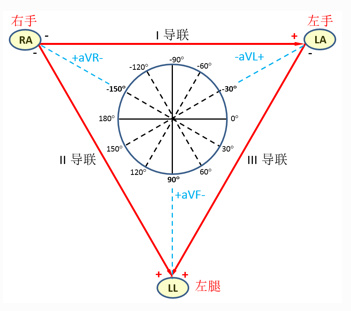 右手
左手
I 导联
RA
-
+
LA
-
-
+aVR-
-aVL+
-90°
-120°
-60°
-150°
-30°
180°
0°
150°
30°
120°
60°
90°
II 导联
III 导联
+aVF-
+
+
LL
左腿